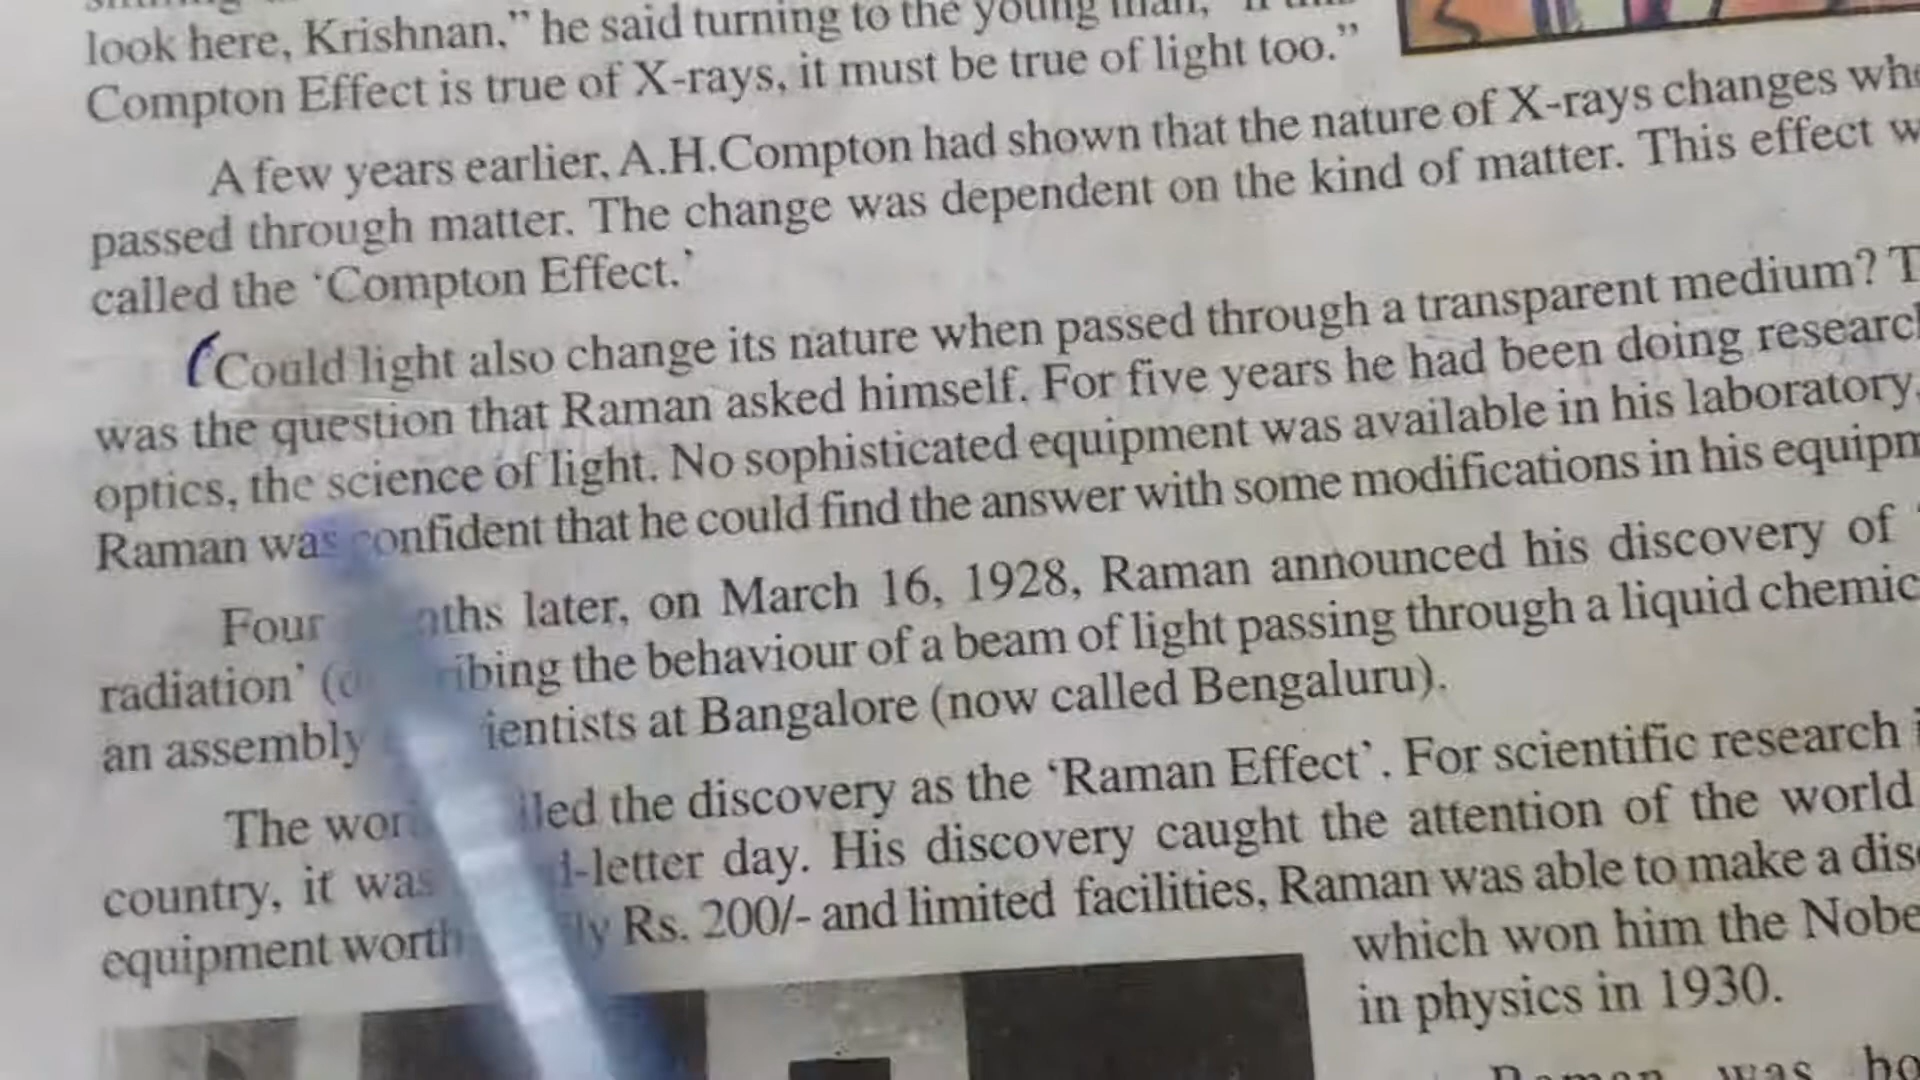 look here, Krishnan,” he said turning to the young man,
Compton Effect is true of X-rays, it must be true of light too.”
A few years earlier, A.H.Compton had shown that the nature of X-rays changes
passed through matter. The change was dependent on the kind of matter. This effect
called the ‘Compton Effect.’
Could light also change its nature when passed through a transparent medium?
was the question that Raman asked himself. For five years he had been doing
optics, the science of light. No sophisticated equipment was available in his laboratory.
Raman was confident that he could find the answer with some modifications in his
Four later, on March 16, 1928, Raman announced his discovery of
radiation’ the behaviour of a beam of light passing through a liquid
an assembly at Bangalore (now called Bengaluru).
The the discovery as the ‘Raman Effect’. For scientific research
country, it was day. His discovery caught the attention of the world
equipment worth Rs. 200/- and limited facilities, Raman was able to make a
which won him the
in physics in 1930.
was